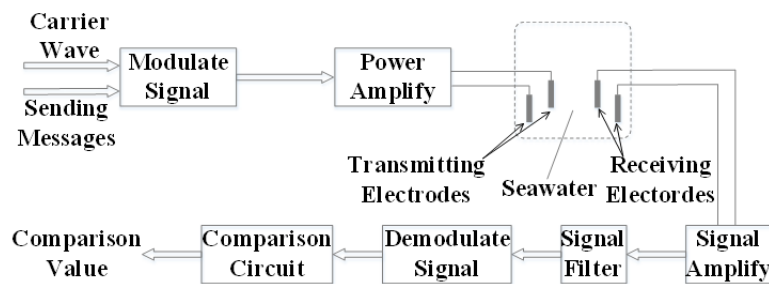 Carrier
Wave
Modulate
Signal
Power
Amplify
Sending
Messages
Transmitting
Electrodes
Seawater
Receiving
Electordes
Comparison
Value
Comparison
Circuit
Demodulate
Signal
Signal
Filter
Signal
Amplify